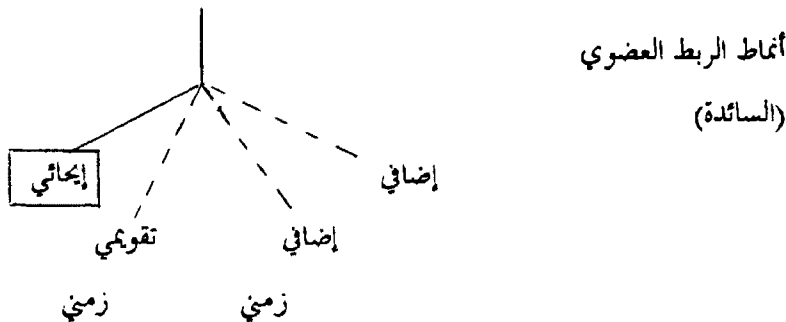 أنماط الربط العضوي
(السائدة)
إضافي
إيحائي
إضافي
تقويمي
زمني
زمني